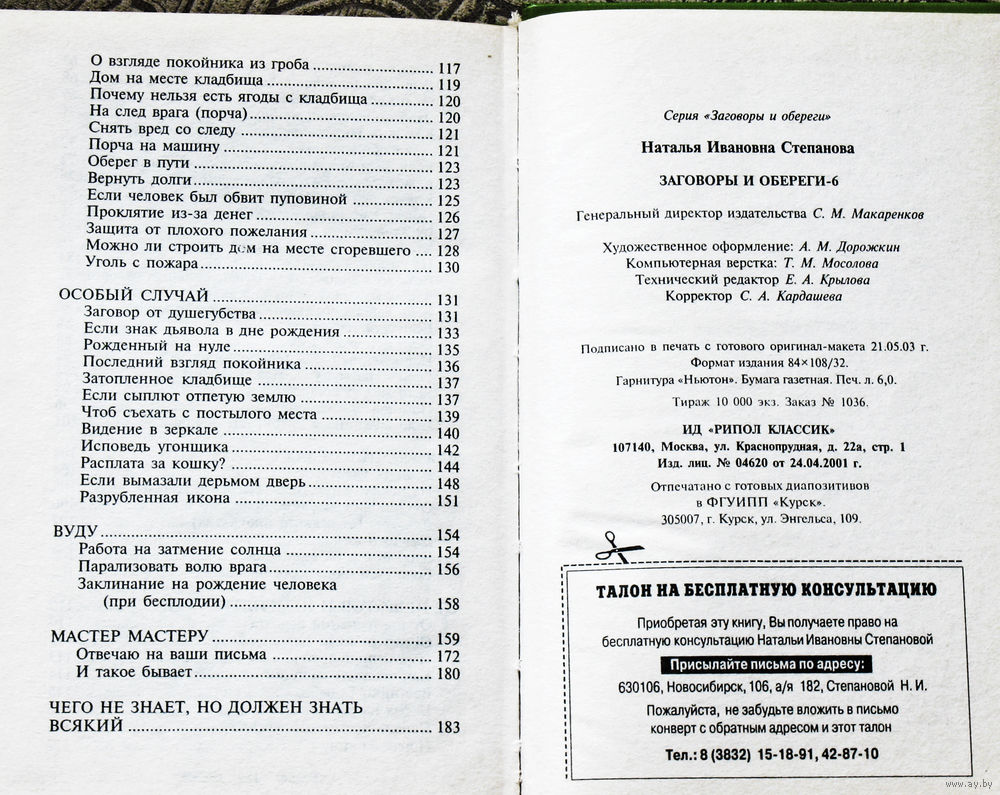 О взгляде покойника из гроба ........ 117
Дом на месте кладбища ........ 119
Почему нельзя есть ягоды с кладбища ........ 120
На след врага (порча) ........ 120
Снять вред со следу ........ 121
Порча на машину ........ 121
Оберег в пути ........ 123
Вернуть долги ........ 123
Если человек был обвит пуповиной ........ 125
Проклятие из-за денег ........ 126
Защита от плохого пожелания ........ 127
Можно ли строить дом на месте сгоревшего .... 128
Уголь с пожара ........ 130
ОСОБЫЙ СЛУЧАЙ ........ 131
Заговор от душегубства ........ 131
Если знак дьявола в дне рождения ........ 133
Рожденный на нуле ........ 135
Последний взгляд покойника ........ 136
Затопленное кладбище ........ 137
Если сыплют отпетую землю ........ 137
Чтоб съехать с постылого места ........ 139
Видение в зеркале ........ 140
Исповедь угонщика ........ 142
Расплата за кошку? ........ 144
Если вымазали дерьмом дверь ........ 148
Разрубленная икона ........ 151
ВУДУ ........ 154
Работа на затмение солнца ........ 154
Парализовать волю врага ........ 156
Заклинание на рождение человека
(при бесплодии) ........ 158
МАСТЕР МАСТЕРУ ........ 159
Отвечаю на ваши письма ........ 172
И такое бывает ........ 180
ЧЕГО НЕ ЗНАЕТ, НО ДОЛЖЕН ЗНАТЬ
ВСЯКИЙ ........ 183
Серия «Заговоры и обереги»
Наталья Ивановна Степанова
ЗАГОВОРЫ И ОБЕРЕГИ-6
Генеральный директор издательства С. М. Макаренков
Художественное оформление: А. М. Дорожкин
Компьютерная верстка: Т. М. Мосолова
Технический редактор Е. А. Крылова
Корректор С. А. Кардашева
Подписано в печать с готового оригинал-макета 21.05.03 г.
Формат издания 84×108/32.
Гарнитура «Ньютон». Бумага газетная. Печ. л. 6,0.
Тираж 10 000 экз. Заказ № 1036.
ИД «РИПОЛ КЛАССИК»
107140, Москва, ул. Краснопрудная, д. 22а, стр. 1
Изд. лиц. № 04620 от 24.04.2001 г.
Отпечатано с готовых диапозитивов
в ФГУИПП «Курск».
305007, г. Курск, ул. Энгельса, 109.
ТАЛОН НА БЕСПЛАТНУЮ КОНСУЛЬТАЦИЮ
Приобретая эту книгу, Вы получаете право на
бесплатную консультацию Натальи Ивановны Степановой
Присылайте письма по адресу:
630106, Новосибирск, 106, а/я 182, Степановой Н. И.
Пожалуйста, не забудьте вложить в письмо
конверт с обратным адресом и этот талон
Тел.: 8 (3832) 15-18-91, 42-87-10
www.ay.by